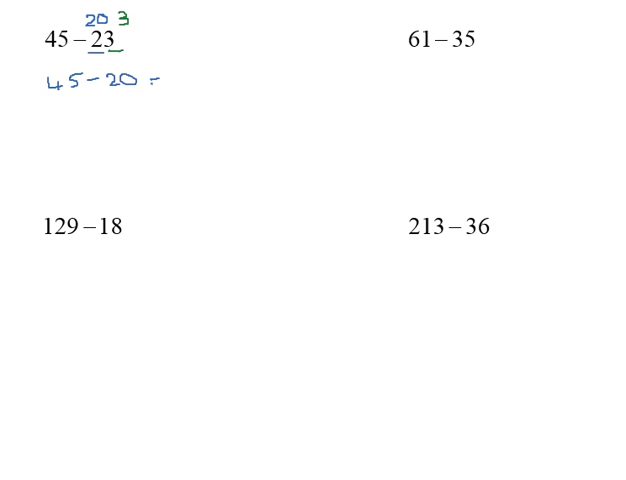 20 3
45 – 23
45 – 20 =
61 – 35
129 – 18
213 – 36